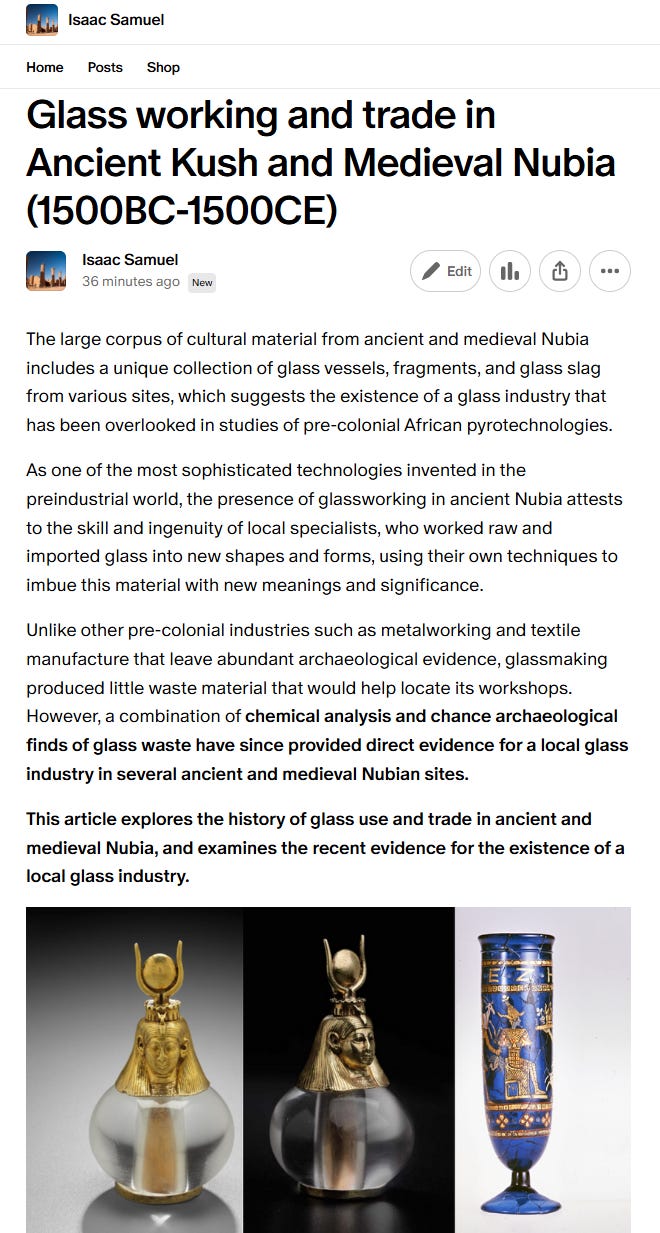 Isaac Samuel
Home Posts Shop
Glass working and trade in
Ancient Kush and Medieval Nubia
(1500BC-1500CE)
Isaac Samuel
36 minutes ago New
Edit
The large corpus of cultural material from ancient and medieval Nubia
includes a unique collection of glass vessels, fragments, and glass slag
from various sites, which suggests the existence of a glass industry that
has been overlooked in studies of pre-colonial African pyrotechnologies.
As one of the most sophisticated technologies invented in the
preindustrial world, the presence of glassworking in ancient Nubia attests
to the skill and ingenuity of local specialists, who worked raw and
imported glass into new shapes and forms, using their own techniques to
imbue this material with new meanings and significance.
Unlike other pre-colonial industries such as metalworking and textile
manufacture that leave abundant archaeological evidence, glassmaking
produced little waste material that would help locate its workshops.
However, a combination of chemical analysis and chance archaeological
finds of glass waste have since provided direct evidence for a local glass
industry in several ancient and medieval Nubian sites.
This article explores the history of glass use and trade in ancient and
medieval Nubia, and examines the recent evidence for the existence of a
local glass industry.